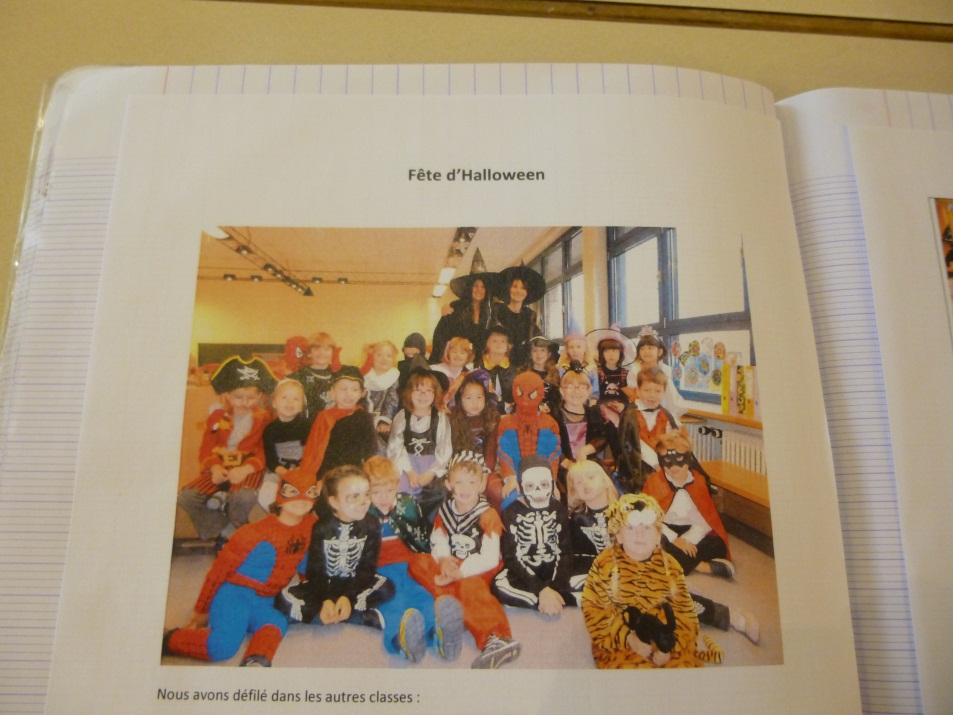 Fête d'Halloween
Nous avons défilé dans les autres classes :